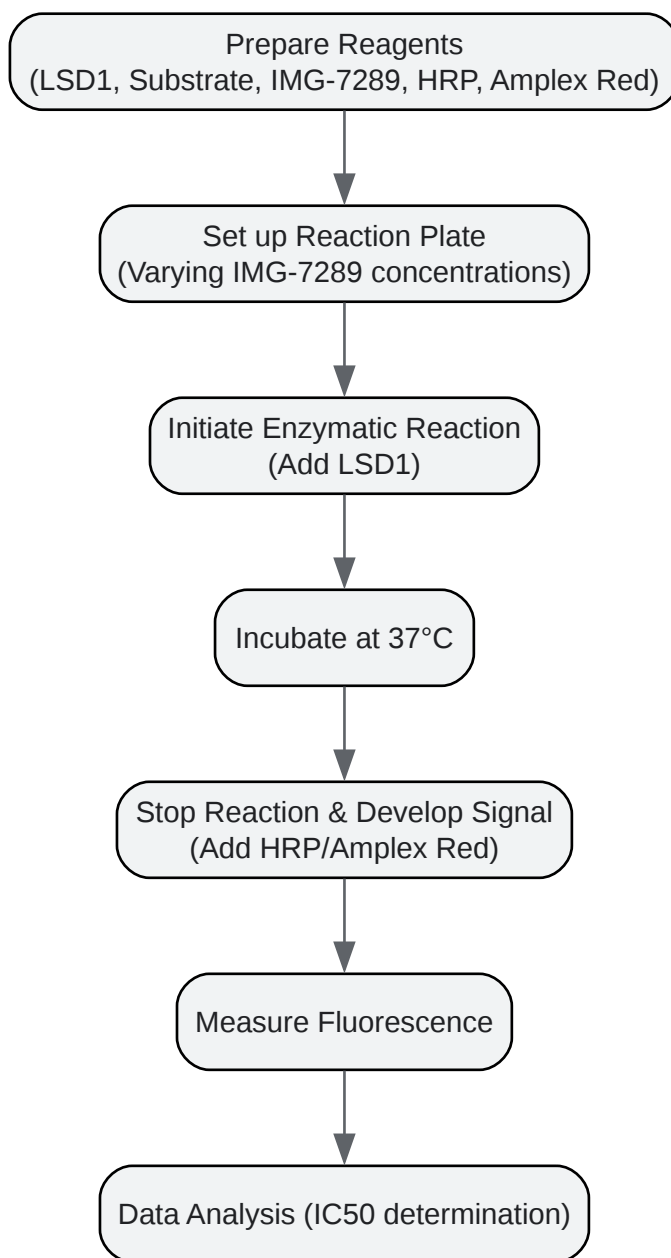 Prepare Reagents
(LSD1, Substrate, IMG-7289, HRP, Amplex Red)
Set up Reaction Plate
(Varying IMG-7289 concentrations)
Initiate Enzymatic Reaction
(Add LSD1)
Incubate at 37°C
Stop Reaction & Develop Signal
(Add HRP/Amplex Red)
Measure Fluorescence
Data Analysis (IC50 determination)